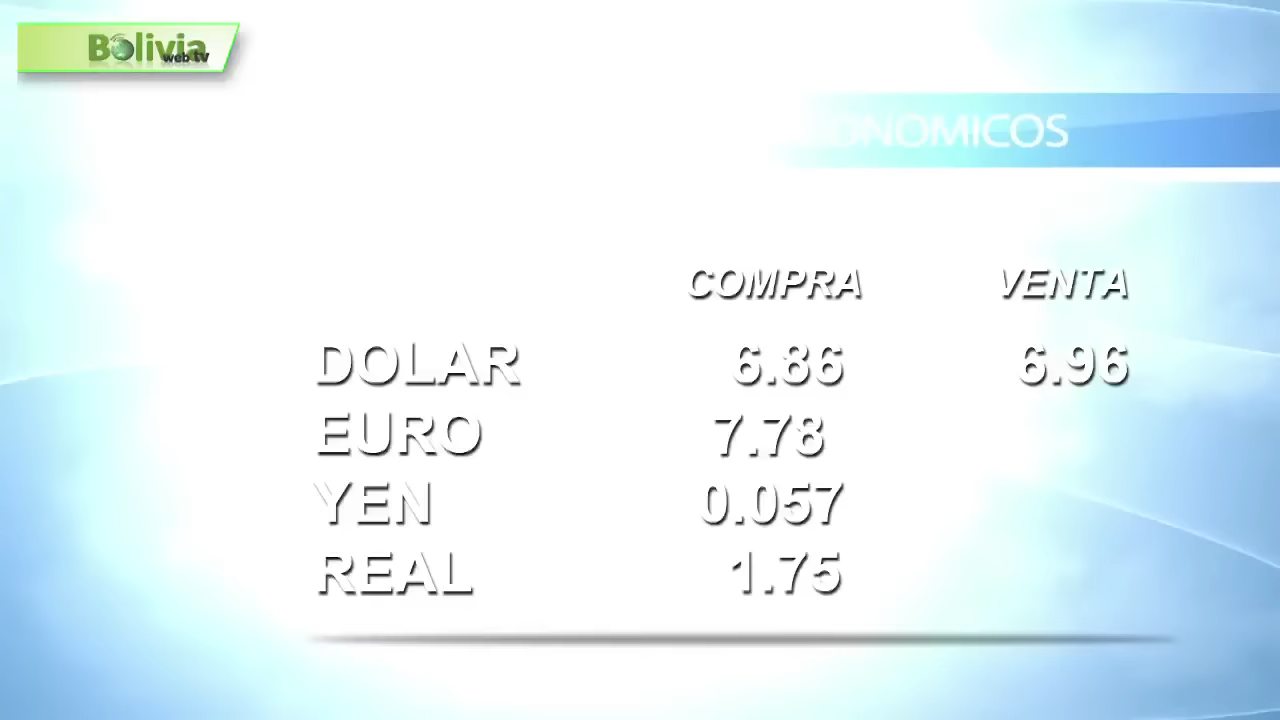 Bolivia
web tv
ONOMICOS
COMPRA VENTA
DOLAR 6.86 6.96
EURO 7.78
YEN 0.057
REAL 1.75